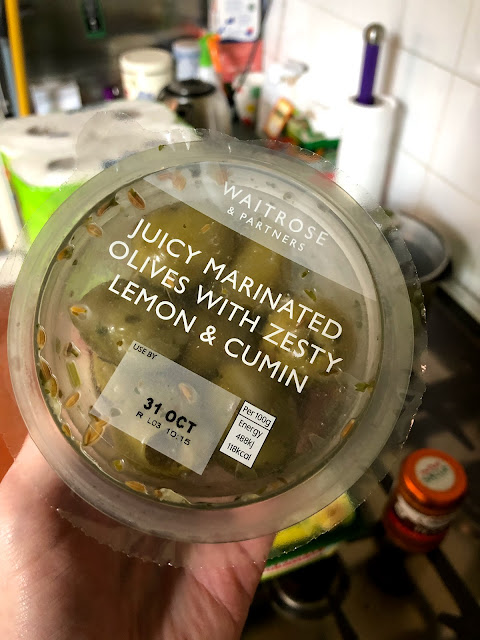 WAITROSE
& PARTNERS
JUICY MARINATED
OLIVES WITH ZESTY
LEMON & CUMIN
USE BY
31 OCT
R L03 10:15
Per 100g
Energy
488kJ
118kcal